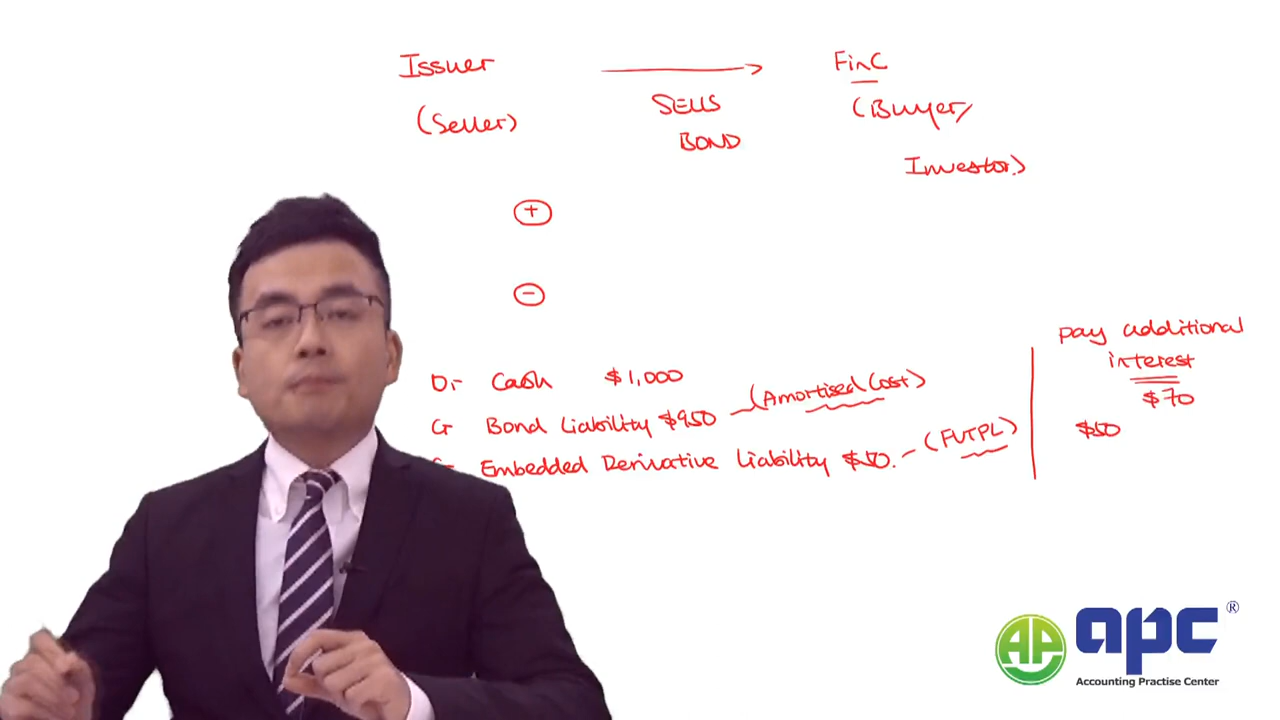 Issuer
(Seller)
SELLS
BOND
FinC
(Buyer/
Investor)
+
-
Dr Cash $1,000
Cr Bond Liability $950 (Amortised Cost)
Embedded Derivative Liability $50. (FVTPL)
pay additional
interest
$70
$50
AP
apc ®
Accounting Practise Center